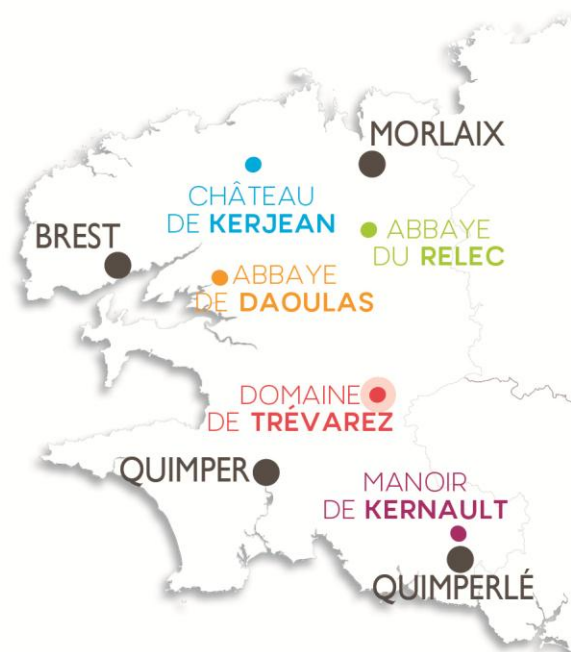 MORLAIX
CHÂTEAU
DE KERJEAN
BREST
ABBAYE
DU RELEC
ABBAYE
DE DAOULAS
DOMAINE
DE TRÉVAREZ
QUIMPER
MANOIR
DE KERNAULT
QUIMPERLÉ